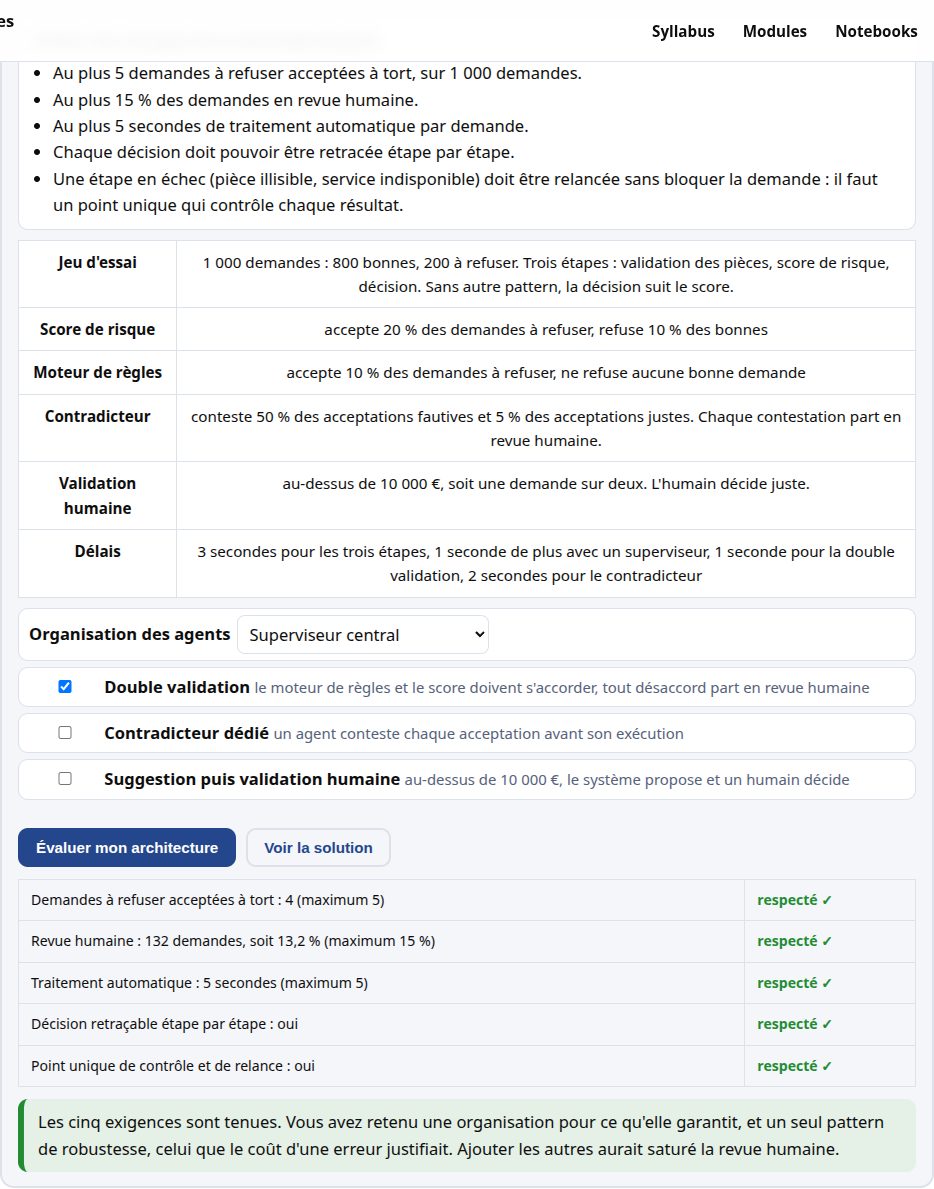 es
Syllabus Modules Notebooks
• Au plus 5 demandes à refuser acceptées à tort, sur 1 000 demandes.
• Au plus 15 % des demandes en revue humaine.
• Au plus 5 secondes de traitement automatique par demande.
• Chaque décision doit pouvoir être retracée étape par étape.
• Une étape en échec (pièce illisible, service indisponible) doit être relancée sans bloquer la demande : il faut
un point unique qui contrôle chaque résultat.
Jeu d'essai
1 000 demandes : 800 bonnes, 200 à refuser. Trois étapes : validation des pièces, score de risque,
décision. Sans autre pattern, la décision suit le score.
Score de risque
accepte 20 % des demandes à refuser, refuse 10 % des bonnes
Moteur de règles
accepte 10 % des demandes à refuser, ne refuse aucune bonne demande
Contradicteur
conteste 50 % des acceptations fautives et 5 % des acceptations justes. Chaque contestation part en
revue humaine.
Validation
humaine
au-dessus de 10 000 €, soit une demande sur deux. L'humain décide juste.
Délais
3 secondes pour les trois étapes, 1 seconde de plus avec un superviseur, 1 seconde pour la double
validation, 2 secondes pour le contradicteur
Organisation des agents Superviseur central
Double validation le moteur de règles et le score doivent s'accorder, tout désaccord part en revue humaine
Contradicteur dédié un agent conteste chaque acceptation avant son exécution
Suggestion puis validation humaine au-dessus de 10 000 €, le système propose et un humain décide
Évaluer mon architecture Voir la solution
Demandes à refuser acceptées à tort : 4 (maximum 5) respecté ✓
Revue humaine : 132 demandes, soit 13,2 % (maximum 15 %) respecté ✓
Traitement automatique : 5 secondes (maximum 5) respecté ✓
Décision retraçable étape par étape : oui respecté ✓
Point unique de contrôle et de relance : oui respecté ✓
Les cinq exigences sont tenues. Vous avez retenu une organisation pour ce qu'elle garantit, et un seul pattern
de robustesse, celui que le coût d'une erreur justifiait. Ajouter les autres aurait saturé la revue humaine.